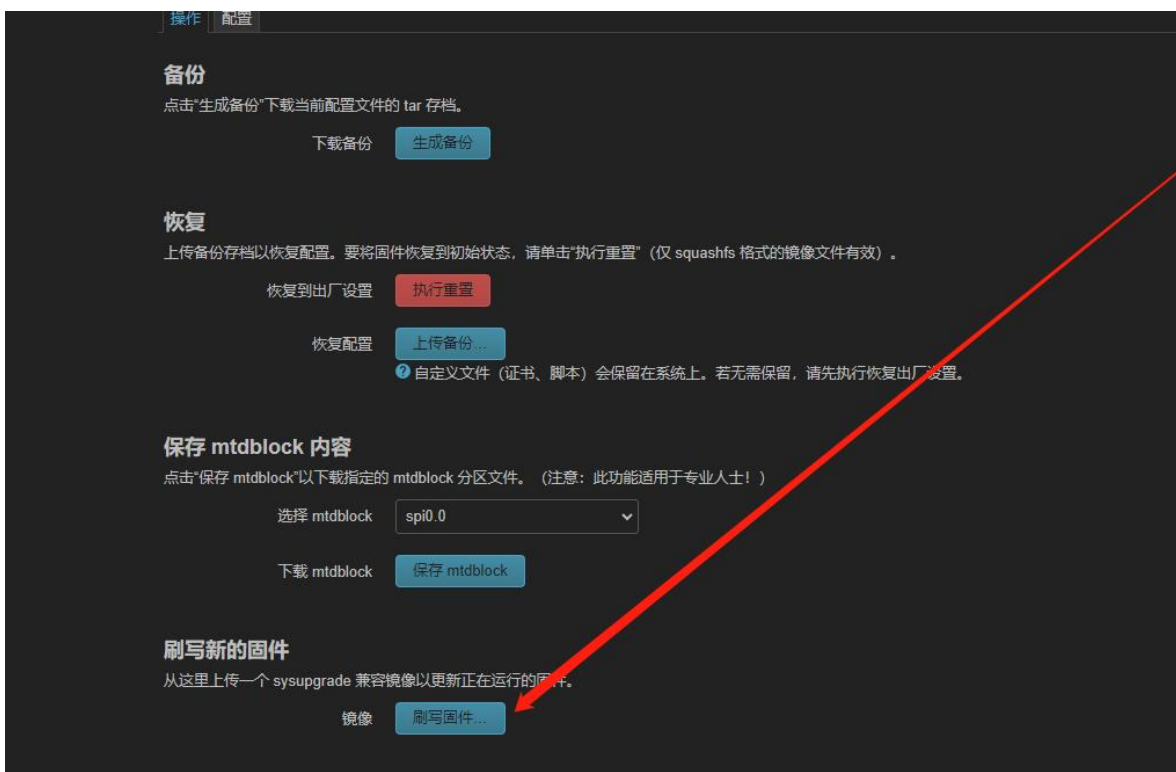 操作 配置
备份
点击“生成备份”下载当前配置文件的 tar 存档。
下载备份 生成备份
恢复
上传备份存档以恢复配置。要将固件恢复到初始状态，请单击“执行重置”（仅 squashfs 格式的镜像文件有效）。
恢复到出厂设置 执行重置
恢复配置 上传备份...
自定义文件（证书、脚本）会保留在系统上。若无需保留，请先执行恢复出厂设置。
保存 mtdblock 内容
点击“保存 mtdblock”以下载指定的 mtdblock 分区文件。（注意：此功能适用于专业人士！）
选择 mtdblock spi0.0
下载 mtdblock 保存 mtdblock
刷写新的固件
从这里上传一个 sysupgrade 兼容镜像以更新正在运行的固件。
镜像 刷写固件...